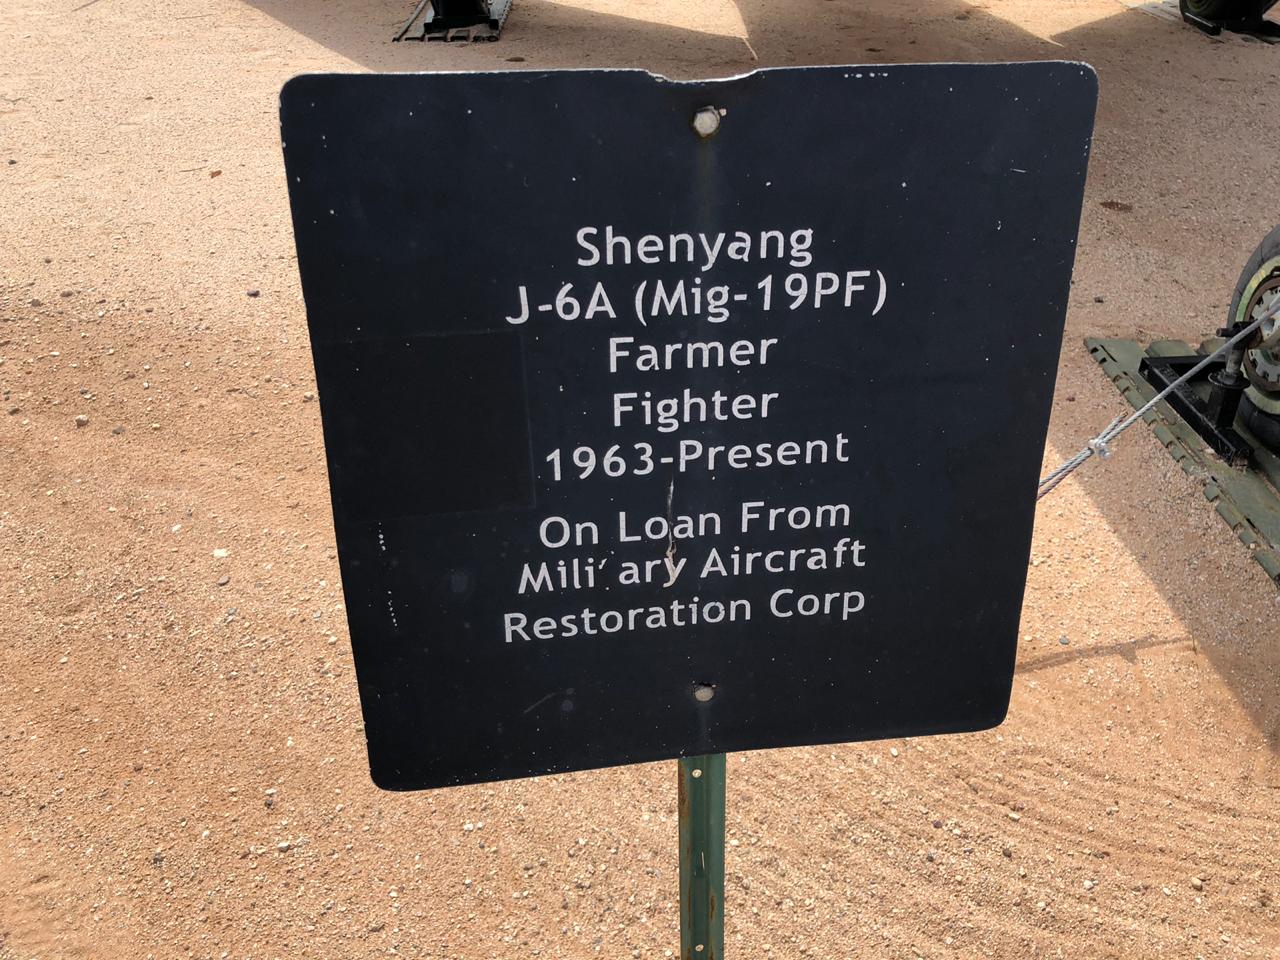 Shenyang
J-6A (Mig-19PF)
Farmer
Fighter
1963-Present
On Loan From
Military Aircraft
Restoration Corp